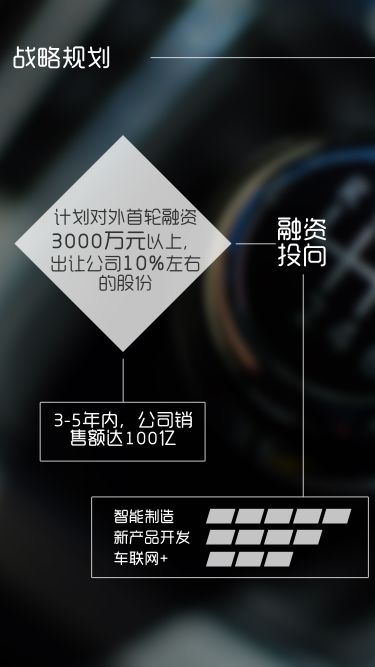 战略规划
计划对外首轮融资
3000万元以上，
出让公司10%左右
的股份
融资
投向
3-5年内，公司销
售额达100亿
智能制造
新产品开发
车联网+